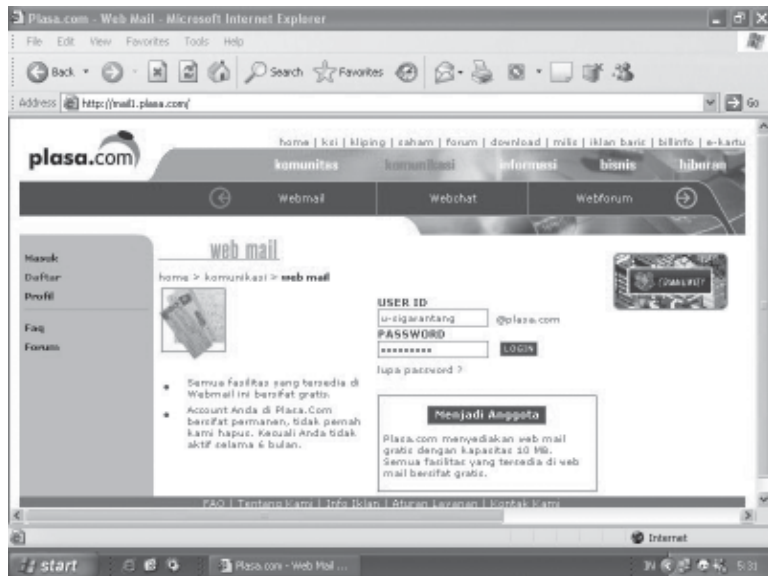 Plasa.com - Web Mail - Microsoft Internet Explorer
File Edit View Favorites Tools Help
Back Search Favorites
Address http://mail1.plasa.com/ Go
home | ksi | kliping | saham | forum | download | milis | iklan baris | billinfo | e-kartu
plasa.com
komunitas komunikasi informasi bisnis hiburan
Webmail Webchat Webforum
web mail
home > komunikasi > web mail
Masuk
Daftar
Profil
Faq
Forum
USER ID
u-sigarantang @plasa.com
PASSWORD
••••••••• LOGIN
lupa password ?
Semua fasilitas yang tersedia di
Webmail ini bersifat gratis.
Account Anda di Plasa.Com
bersifat permanen, tidak pernah
kami hapus. Kecuali Anda tidak
aktif selama 6 bulan.
Menjadi Anggota
Plasa.com menyediakan web mail
gratis dengan kapasitas 10 MB.
Semua fasilitas yang tersedia di web
mail bersifat gratis.
FAQ | Tentang Kami | Info Iklan | Aturan Layanan | Kontak Kami
Internet
start Plasa.com - Web Mail ... IN 5:31